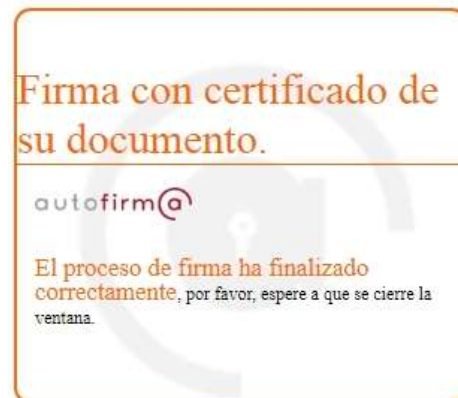 Firma con certificado de
su documento.
autofirm@
El proceso de firma ha finalizado
correctamente, por favor, espere a que se cierre la
ventana.